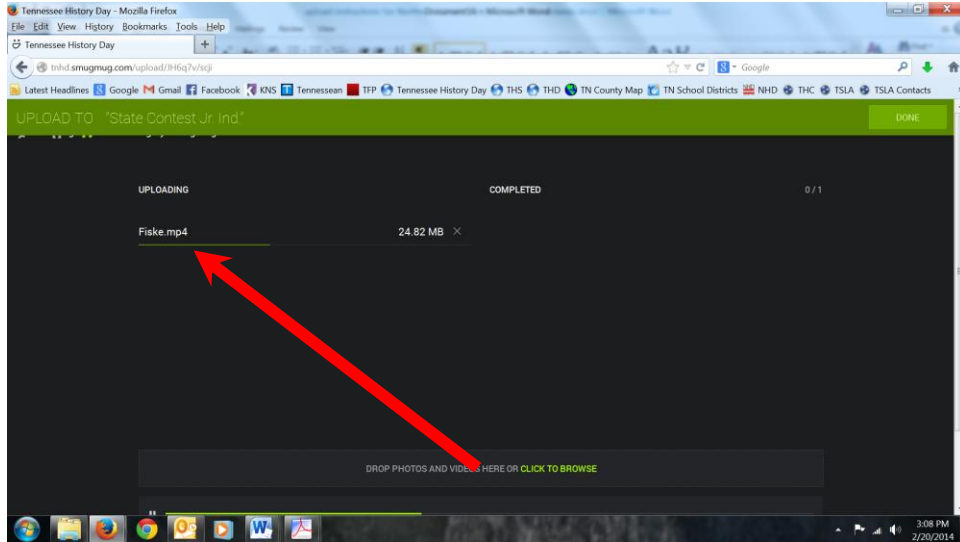 Tennessee History Day - Mozilla Firefox
File Edit View History Bookmarks Tools Help
Tennessee History Day +
tnhd.smugmug.com/upload/JH6q7v/scji Google
Latest Headlines Google Gmail Facebook KNS Tennessean TFP Tennessee History Day THS THD TN County Map TN School Districts NHD THC TSLA TSLA Contacts
UPLOAD TO "State Contest Jr. Ind." DONE
UPLOADING COMPLETED 0 / 1
Fiske.mp4 24.82 MB
DROP PHOTOS AND VIDEOS HERE OR CLICK TO BROWSE
3:08 PM
2/20/2014